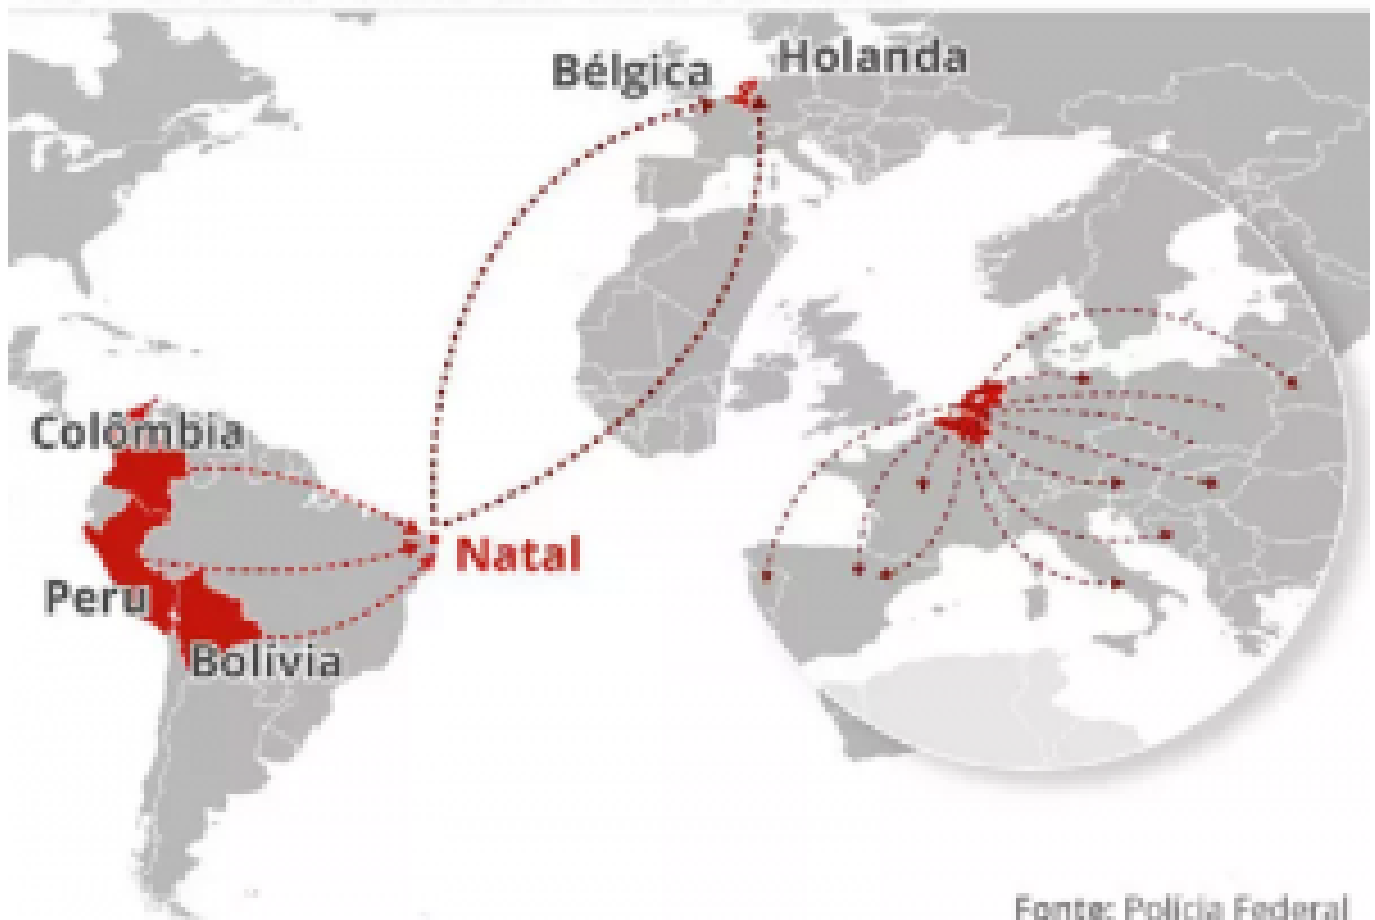 Bélgica
Holanda
Colômbia
Natal
Peru
Bolívia
Fonte: Polícia Federal